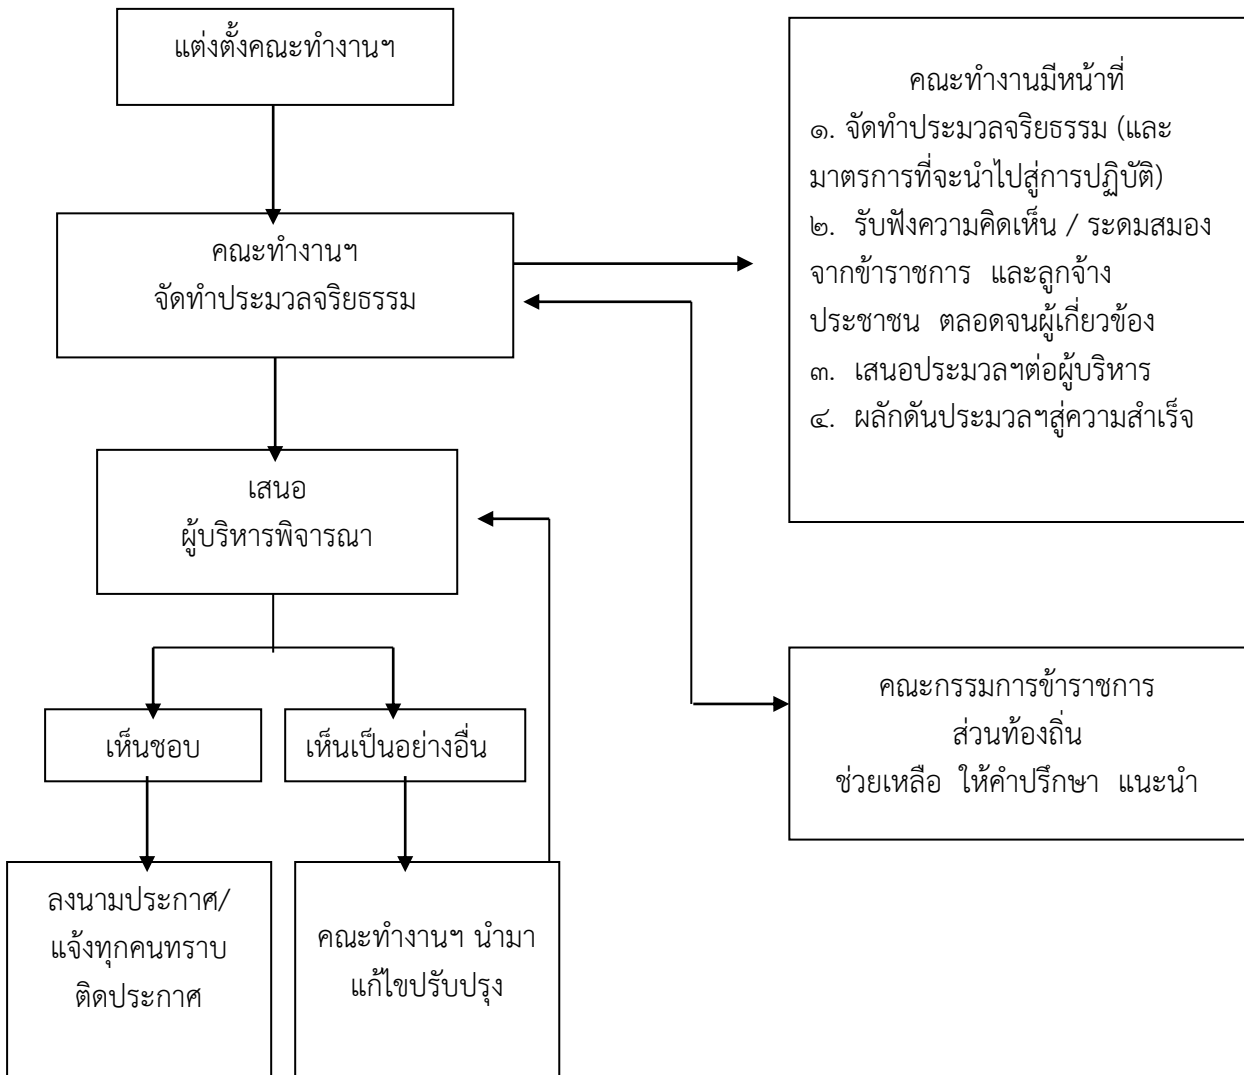 แต่งตั้งคณะทำงานฯ
คณะทำงานฯ
จัดทำประมวลจริยธรรม
คณะทำงานมีหน้าที่
๑. จัดทำประมวลจริยธรรม (และ
มาตรการที่จะนำไปสู่การปฏิบัติ)
๒. รับฟังความคิดเห็น / ระดมสมอง
จากข้าราชการ และลูกจ้าง
ประชาชน ตลอดจนผู้เกี่ยวข้อง
๓. เสนอประมวลฯต่อผู้บริหาร
๔. ผลักดันประมวลฯสู่ความสำเร็จ
เสนอ
ผู้บริหารพิจารณา
คณะกรรมการข้าราชการ
ส่วนท้องถิ่น
ช่วยเหลือ ให้คำปรึกษา แนะนำ
เห็นชอบ
เห็นเป็นอย่างอื่น
ลงนามประกาศ/
แจ้งทุกคนทราบ
ติดประกาศ
คณะทำงานฯ นำมา
แก้ไขปรับปรุง